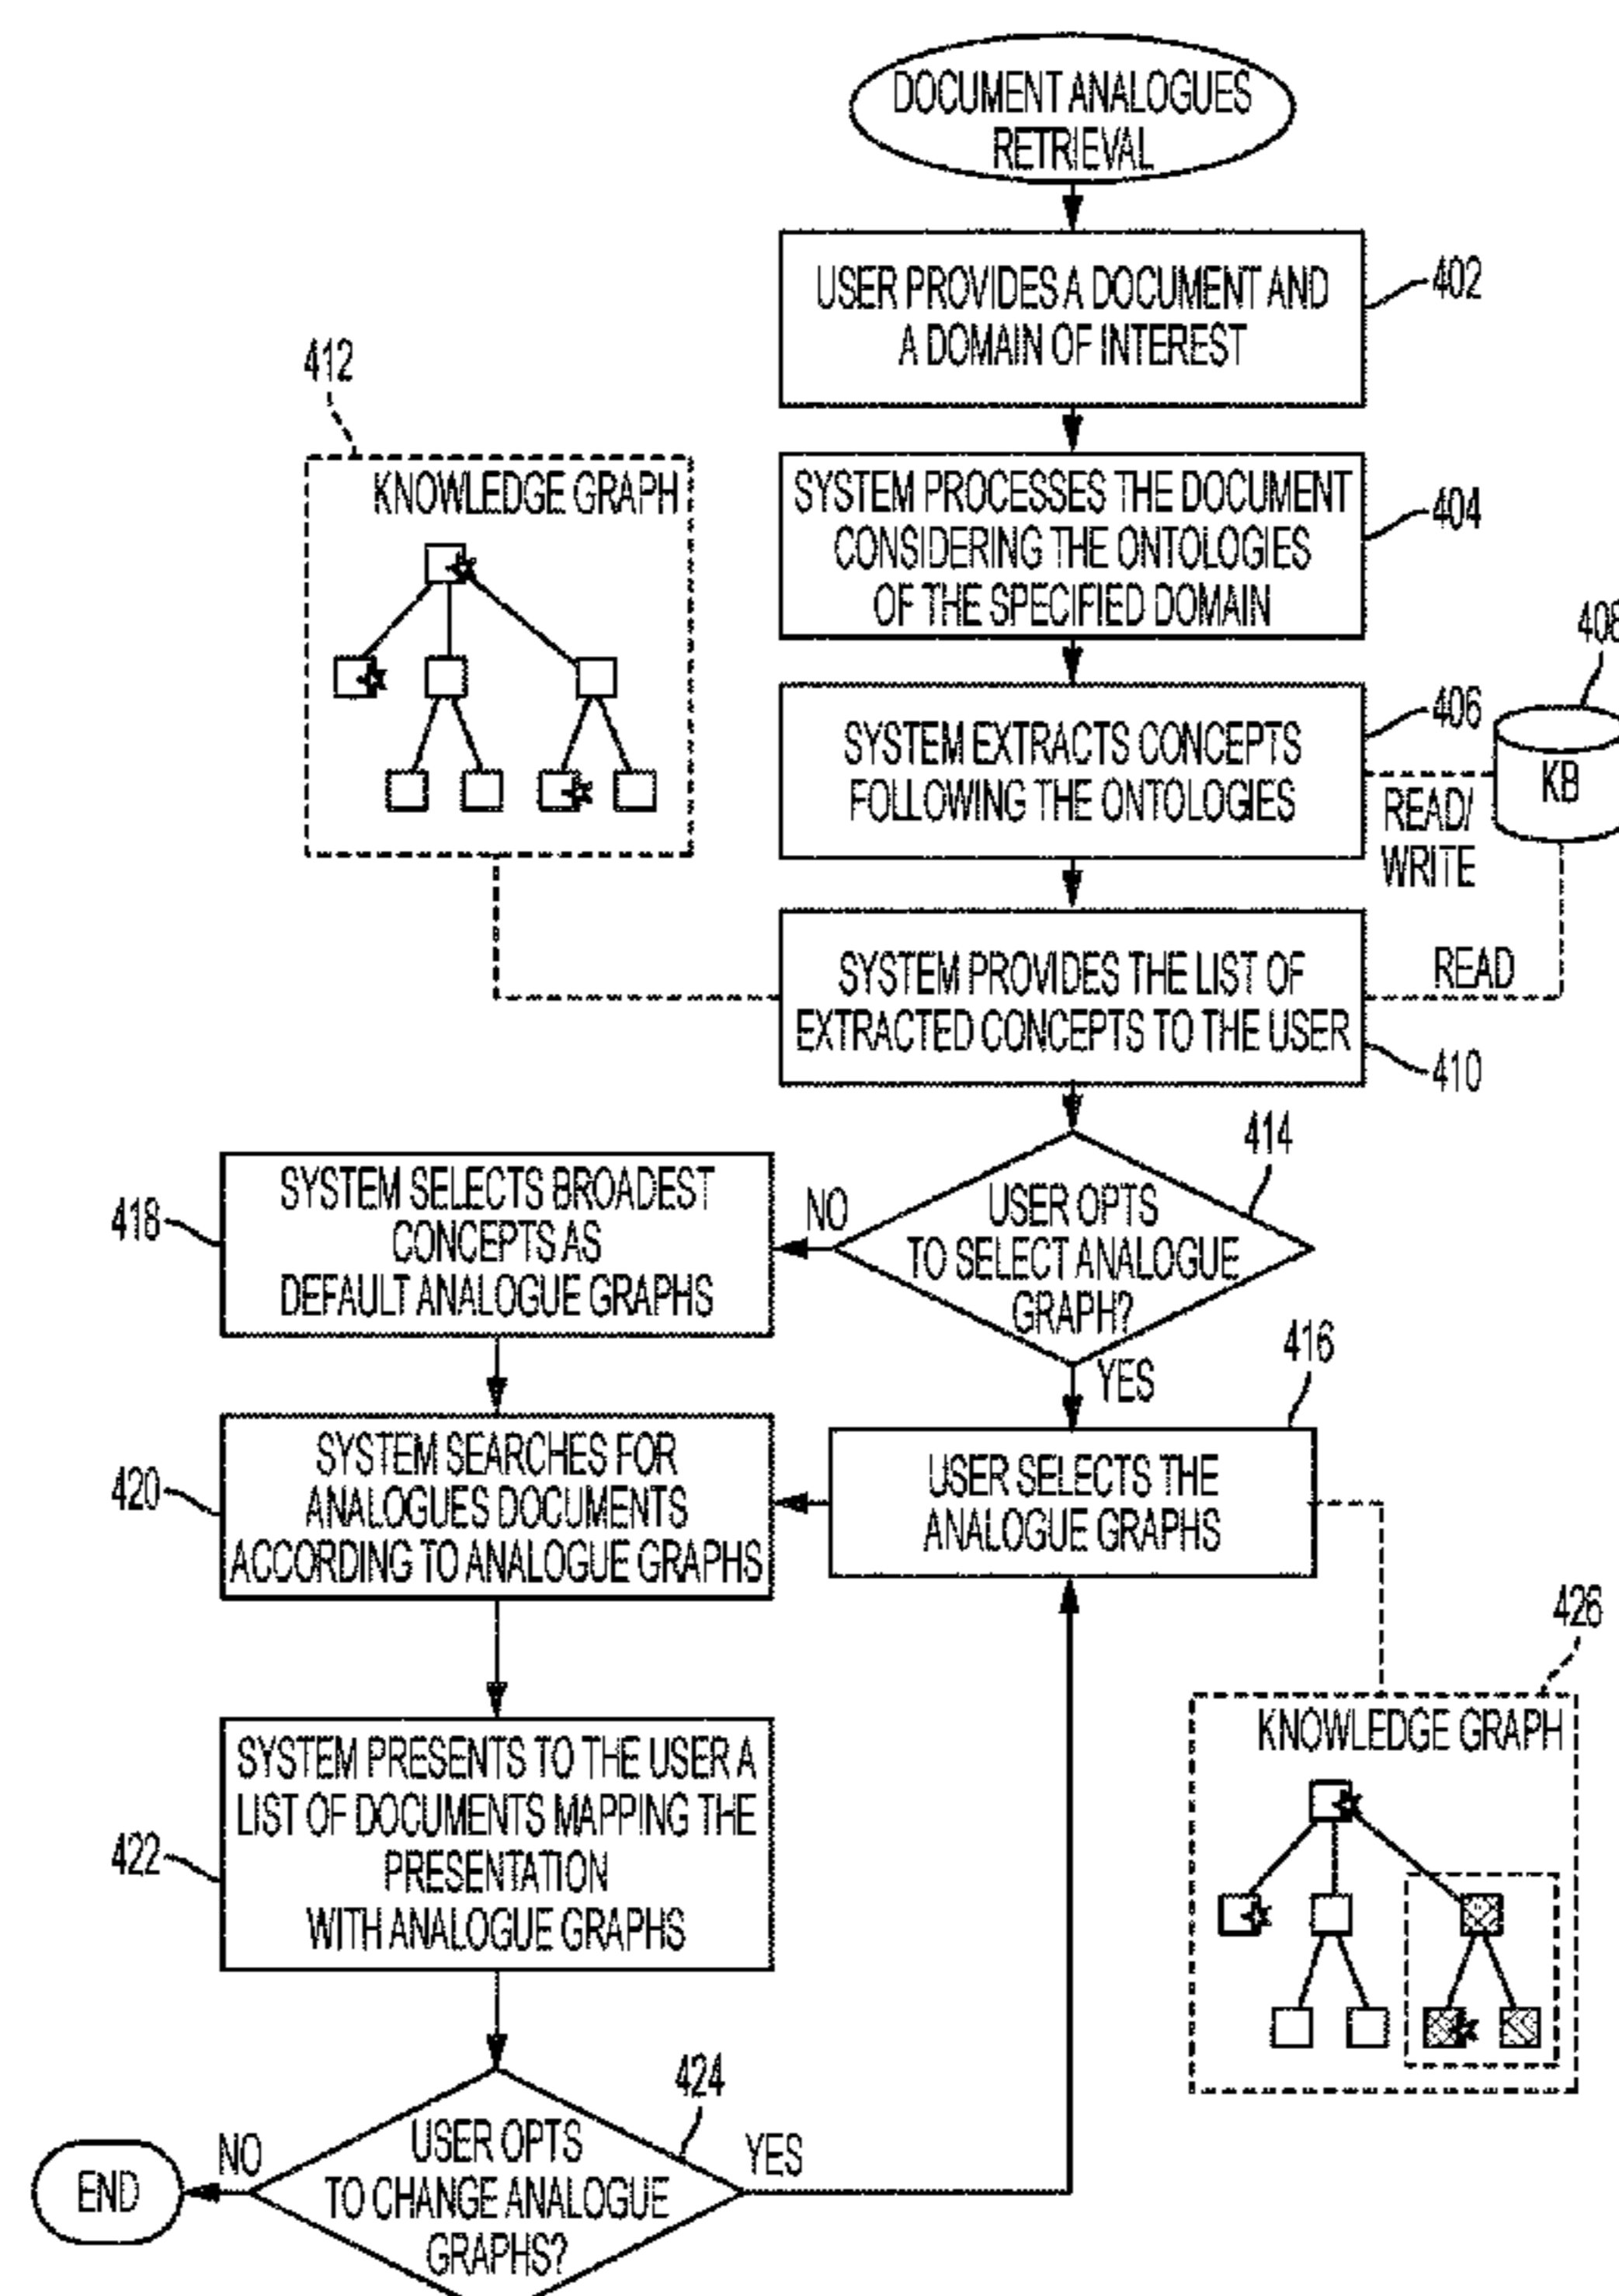 DOCUMENT ANALOGUES
RETRIEVAL
USER PROVIDES A DOCUMENT AND
A DOMAIN OF INTEREST
402
412
KNOWLEDGE GRAPH
SYSTEM PROCESSES THE DOCUMENT
CONSIDERING THE ONTOLOGIES
OF THE SPECIFIED DOMAIN
404
408
SYSTEM EXTRACTS CONCEPTS
FOLLOWING THE ONTOLOGIES
406
KB
READ/
WRITE
SYSTEM PROVIDES THE LIST OF
EXTRACTED CONCEPTS TO THE USER
READ
410
414
USER OPTS
TO SELECT ANALOGUE
GRAPH?
NO
YES
418
SYSTEM SELECTS BROADEST
CONCEPTS AS
DEFAULT ANALOGUE GRAPHS
416
USER SELECTS THE
ANALOGUE GRAPHS
420
SYSTEM SEARCHES FOR
ANALOGUES DOCUMENTS
ACCORDING TO ANALOGUE GRAPHS
426
KNOWLEDGE GRAPH
422
SYSTEM PRESENTS TO THE USER A
LIST OF DOCUMENTS MAPPING THE
PRESENTATION
WITH ANALOGUE GRAPHS
424
USER OPTS
TO CHANGE ANALOGUE
GRAPHS?
NO
YES
END